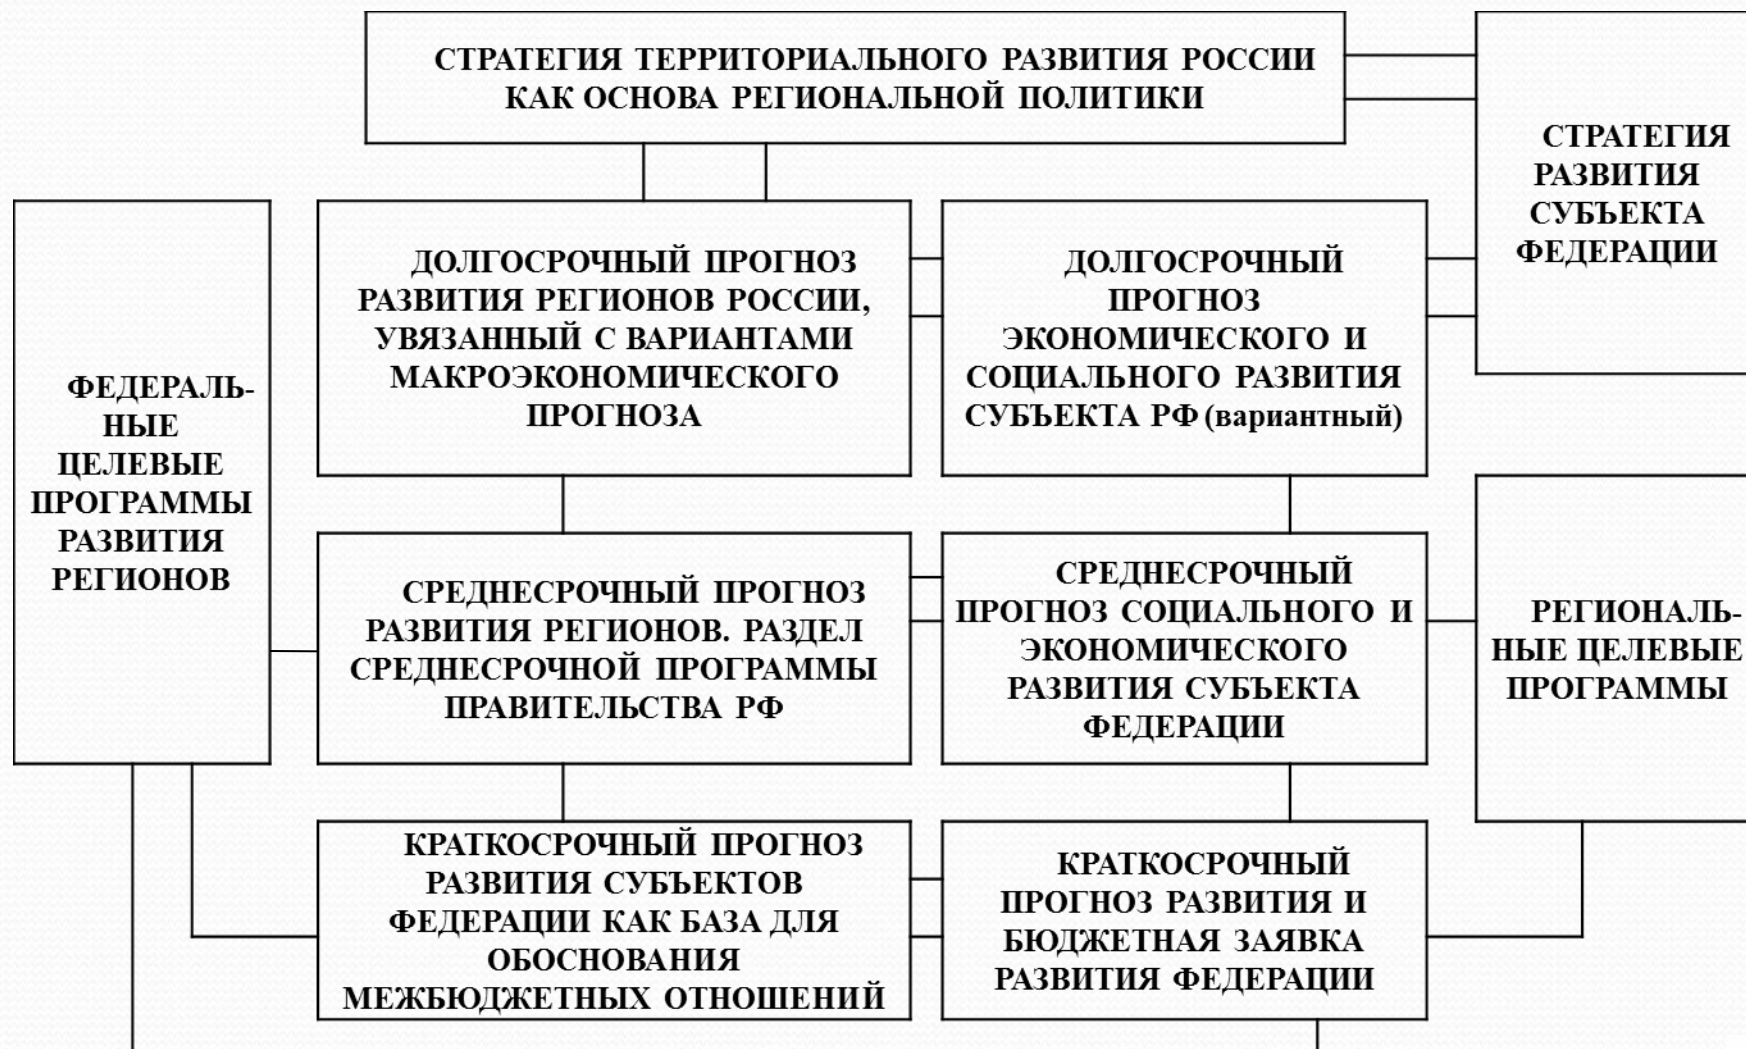 СТРАТЕГИЯ ТЕРРИТОРИАЛЬНОГО РАЗВИТИЯ РОССИИ
КАК ОСНОВА РЕГИОНАЛЬНОЙ ПОЛИТИКИ
СТРАТЕГИЯ
РАЗВИТИЯ
СУБЪЕКТА
ФЕДЕРАЦИИ
ФЕДЕРАЛЬ-
НЫЕ
ЦЕЛЕВЫЕ
ПРОГРАММЫ
РАЗВИТИЯ
РЕГИОНОВ
ДОЛГОСРОЧНЫЙ ПРОГНОЗ
РАЗВИТИЯ РЕГИОНОВ РОССИИ,
УВЯЗАННЫЙ С ВАРИАНТАМИ
МАКРОЭКОНОМИЧЕСКОГО
ПРОГНОЗА
ДОЛГОСРОЧНЫЙ
ПРОГНОЗ
ЭКОНОМИЧЕСКОГО И
СОЦИАЛЬНОГО РАЗВИТИЯ
СУБЪЕКТА РФ (вариантный)
СРЕДНЕСРОЧНЫЙ ПРОГНОЗ
РАЗВИТИЯ РЕГИОНОВ. РАЗДЕЛ
СРЕДНЕСРОЧНОЙ ПРОГРАММЫ
ПРАВИТЕЛЬСТВА РФ
СРЕДНЕСРОЧНЫЙ
ПРОГНОЗ СОЦИАЛЬНОГО И
ЭКОНОМИЧЕСКОГО
РАЗВИТИЯ СУБЪЕКТА
ФЕДЕРАЦИИ
РЕГИОНАЛЬ-
НЫЕ ЦЕЛЕВЫЕ
ПРОГРАММЫ
КРАТКОСРОЧНЫЙ ПРОГНОЗ
РАЗВИТИЯ СУБЪЕКТОВ
ФЕДЕРАЦИИ КАК БАЗА ДЛЯ
ОБОСНОВАНИЯ
МЕЖБЮДЖЕТНЫХ ОТНОШЕНИЙ
КРАТКОСРОЧНЫЙ
ПРОГНОЗ РАЗВИТИЯ И
БЮДЖЕТНАЯ ЗАЯВКА
РАЗВИТИЯ ФЕДЕРАЦИИ